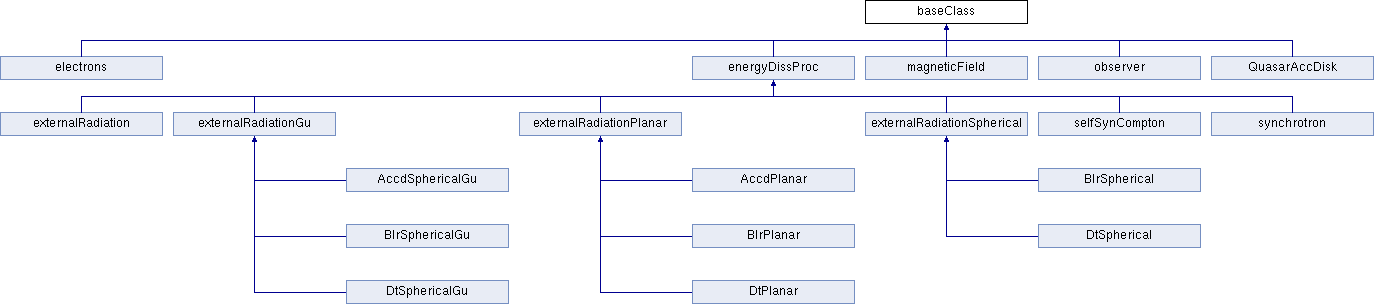 baseClass
electrons
energyDissProc
magneticField
observer
QuasarAccDisk
externalRadiation
externalRadiationGu
externalRadiationPlanar
externalRadiationSpherical
selfSynCompton
synchrotron
AccdSphericalGu
AccdPlanar
BlrSpherical
BlrSphericalGu
BlrPlanar
DtSpherical
DtSphericalGu
DtPlanar